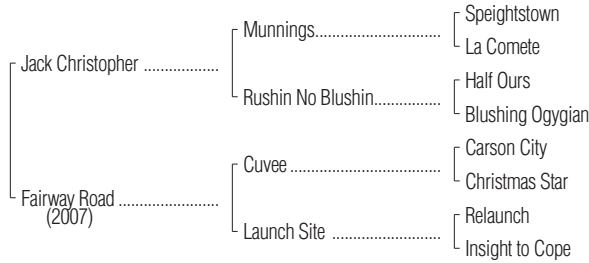 Speightstown
Munnings
La Comete
Jack Christopher
Half Ours
Rushin No Blushin
Blushing Ogygian
Carson City
Cuvee
Christmas Star
Fairway Road
(2007)
Relaunch
Launch Site
Insight to Cope